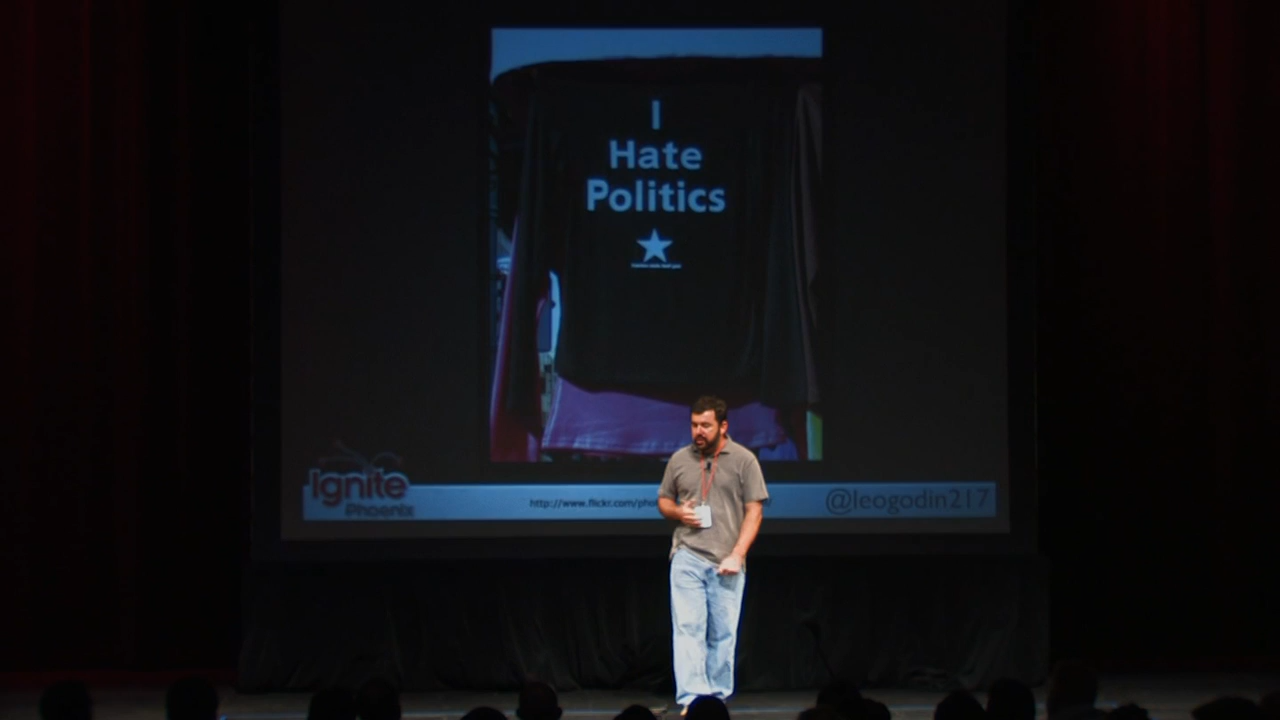 I
Hate
Politics
Ignite
Phoenix
http://www.flickr.com/pho
@leogodin217